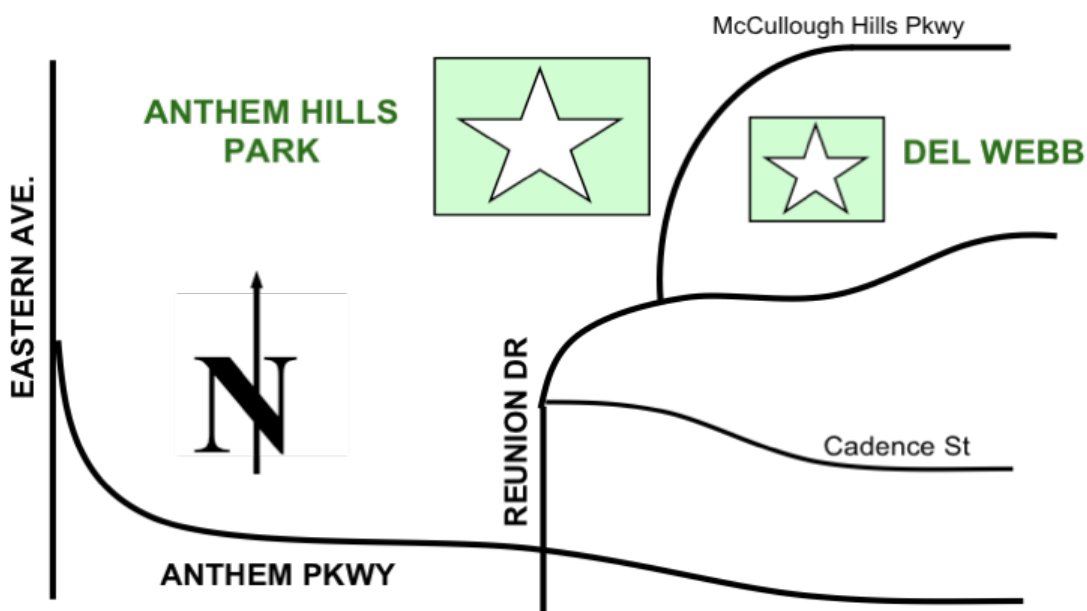 McCullough Hills Pkwy
ANTHEM HILLS
PARK
DEL WEBB
EASTERN AVE.
N
REUNION DR
Cadence St
ANTHEM PKWY